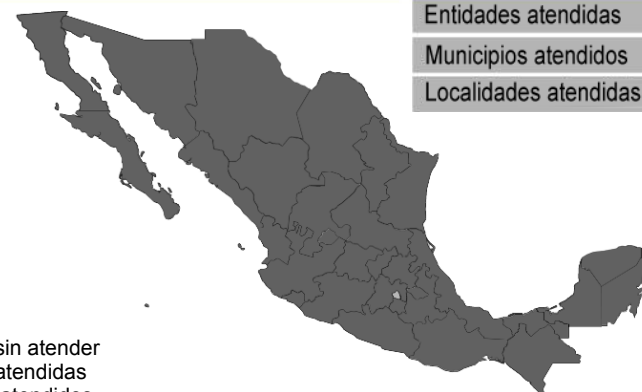 Entidades atendidas
Municipios atendidos
Localidades atendidas
sin atender
atendidas